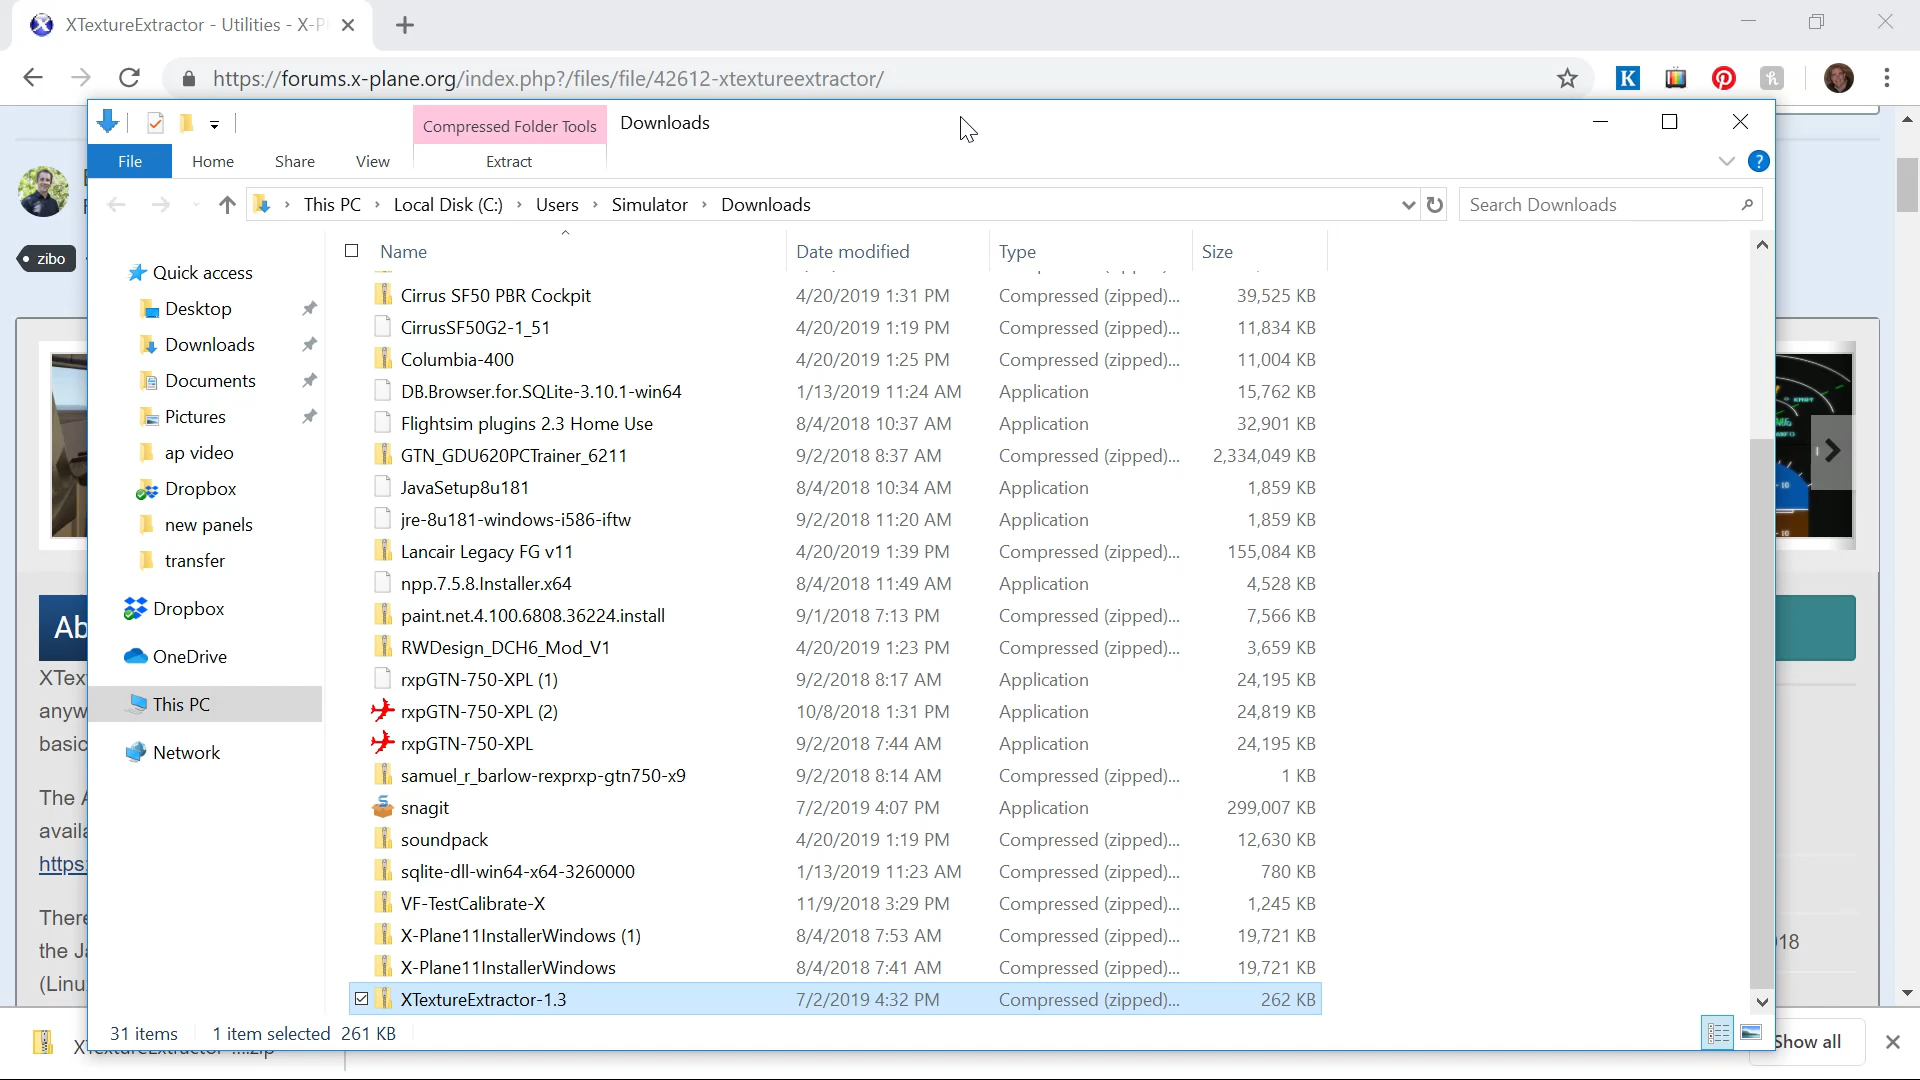 XTextureExtractor - Utilities - X-P
https://forums.x-plane.org/index.php?/files/file/42612-xtextureextractor/
K
Compressed Folder Tools
Downloads
File
Home
Share
View
Extract
?
This PC
Local Disk (C:)
Users
Simulator
Downloads
Search Downloads
zibo
Name
Date modified
Type
Size
Quick access
Desktop
Downloads
Documents
Pictures
ap video
Dropbox
new panels
transfer
Dropbox
OneDrive
This PC
Network
Cirrus SF50 PBR Cockpit 4/20/2019 1:31 PM Compressed (zipped)... 39,525 KB
CirrusSF50G2-1_51 4/20/2019 1:19 PM Compressed (zipped)... 11,834 KB
Columbia-400 4/20/2019 1:25 PM Compressed (zipped)... 11,004 KB
DB.Browser.for.SQLite-3.10.1-win64 1/13/2019 11:24 AM Application 15,762 KB
Flightsim plugins 2.3 Home Use 8/4/2018 10:37 AM Application 32,901 KB
GTN_GDU620PCTrainer_6211 9/2/2018 8:37 AM Compressed (zipped)... 2,334,049 KB
JavaSetup8u181 8/4/2018 10:34 AM Application 1,859 KB
jre-8u181-windows-i586-iftw 9/2/2018 11:20 AM Application 1,859 KB
Lancair Legacy FG v11 4/20/2019 1:39 PM Compressed (zipped)... 155,084 KB
npp.7.5.8.Installer.x64 8/4/2018 11:49 AM Application 4,528 KB
paint.net.4.100.6808.36224.install 9/1/2018 7:13 PM Compressed (zipped)... 7,566 KB
RWDesign_DCH6_Mod_V1 4/20/2019 1:23 PM Compressed (zipped)... 3,659 KB
rxpGTN-750-XPL (1) 9/2/2018 8:17 AM Application 24,195 KB
rxpGTN-750-XPL (2) 10/8/2018 1:31 PM Application 24,819 KB
rxpGTN-750-XPL 9/2/2018 7:44 AM Application 24,195 KB
samuel_r_barlow-rexprxp-gtn750-x9 9/2/2018 8:14 AM Compressed (zipped)... 1 KB
snagit 7/2/2019 4:07 PM Application 299,007 KB
soundpack 4/20/2019 1:19 PM Compressed (zipped)... 12,630 KB
sqlite-dll-win64-x64-3260000 1/13/2019 11:23 AM Compressed (zipped)... 780 KB
VF-TestCalibrate-X 11/9/2018 3:29 PM Compressed (zipped)... 1,245 KB
X-Plane11InstallerWindows (1) 8/4/2018 7:53 AM Compressed (zipped)... 19,721 KB
X-Plane11InstallerWindows 8/4/2018 7:41 AM Compressed (zipped)... 19,721 KB
XTextureExtractor-1.3 7/2/2019 4:32 PM Compressed (zipped)... 262 KB
31 items
1 item selected 261 KB
Ab
XTex
anyw
basic
The A
availa
https:
There
the Ja
(Linu
18
Show all